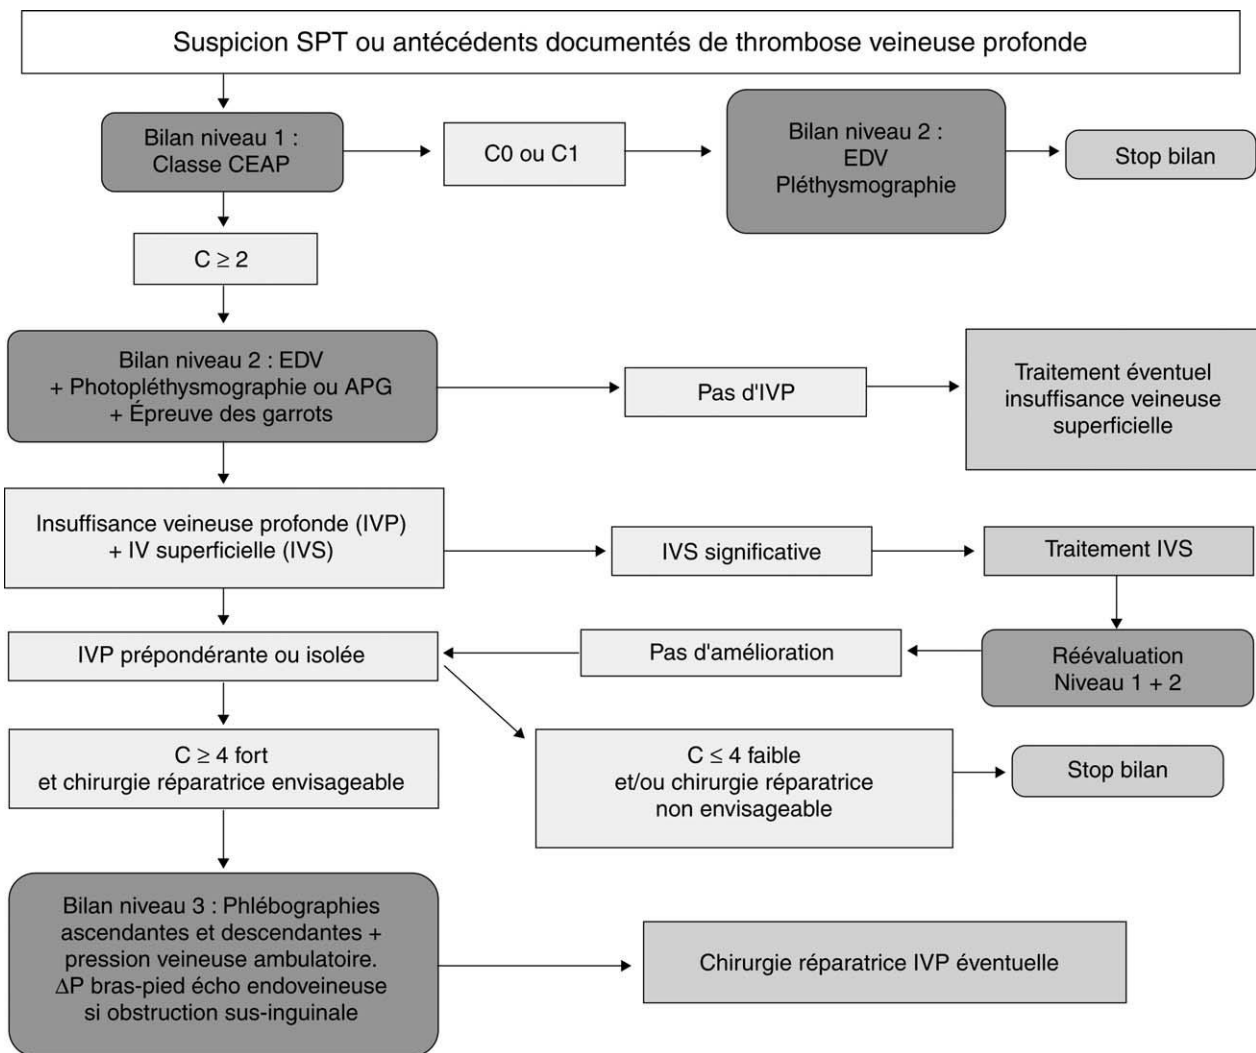 Suspicion SPT ou antécédents documentés de thrombose veineuse profonde
Bilan niveau 1 :
Classe CEAP
C0 ou C1
Bilan niveau 2 :
EDV
Pléthysmographie
Stop bilan
C ≥ 2
Bilan niveau 2 : EDV
+ Photopléthysmographie ou APG
+ Épreuve des garrots
Pas d'IVP
Traitement éventuel
insuffisance veineuse
superficielle
Insuffisance veineuse profonde (IVP)
+ IV superficielle (IVS)
IVS significative
Traitement IVS
IVP prépondérante ou isolée
Pas d'amélioration
Réévaluation
Niveau 1 + 2
C ≥ 4 fort
et chirurgie réparatrice envisageable
C ≤ 4 faible
et/ou chirurgie réparatrice
non envisageable
Stop bilan
Bilan niveau 3 : Phlébographies
ascendantes et descendantes +
pression veineuse ambulatoire.
ΔP bras-pied écho endoveineuse
si obstruction sus-inguinale
Chirurgie réparatrice IVP éventuelle